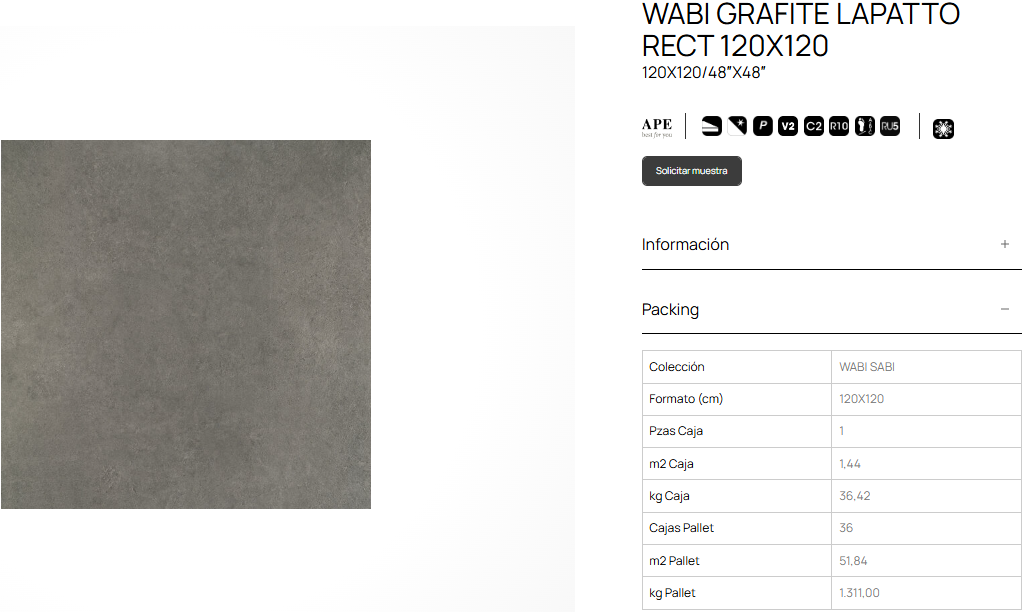 WABI GRAFITE LAPATTO
RECT 120X120
120X120/48”X48”
APE
best for you
P
V2
C2
R10
RU5
Solicitar muestra
Información
+
Packing
−
Colección WABI SABI
Formato (cm) 120X120
Pzas Caja 1
m2 Caja 1,44
kg Caja 36,42
Cajas Pallet 36
m2 Pallet 51,84
kg Pallet 1.311,00